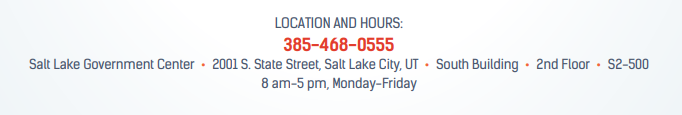 LOCATION AND HOURS:
385-468-0555
Salt Lake Government Center • 2001 S. State Street, Salt Lake City, UT • South Building • 2nd Floor • S2-500
8 am-5 pm, Monday-Friday